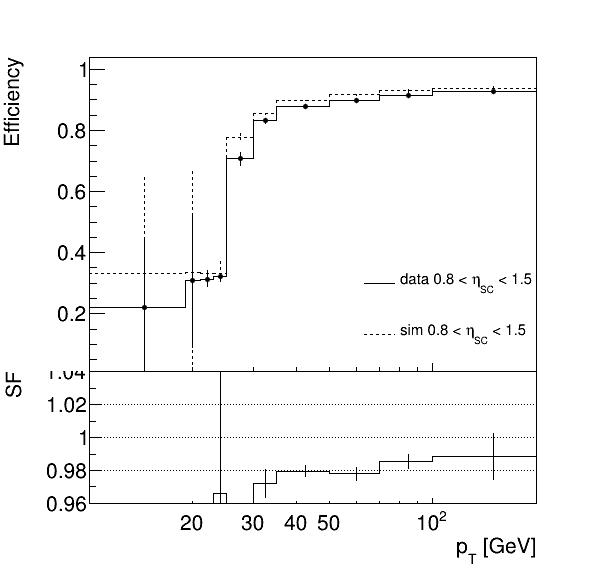 Efficiency
1
0.8
0.6
0.4
0.2
data 0.8 < η_SC < 1.5
sim 0.8 < η_SC < 1.5
SF
1.04
1.02
1
0.98
0.96
20 30 40 50 10²
p_T [GeV]